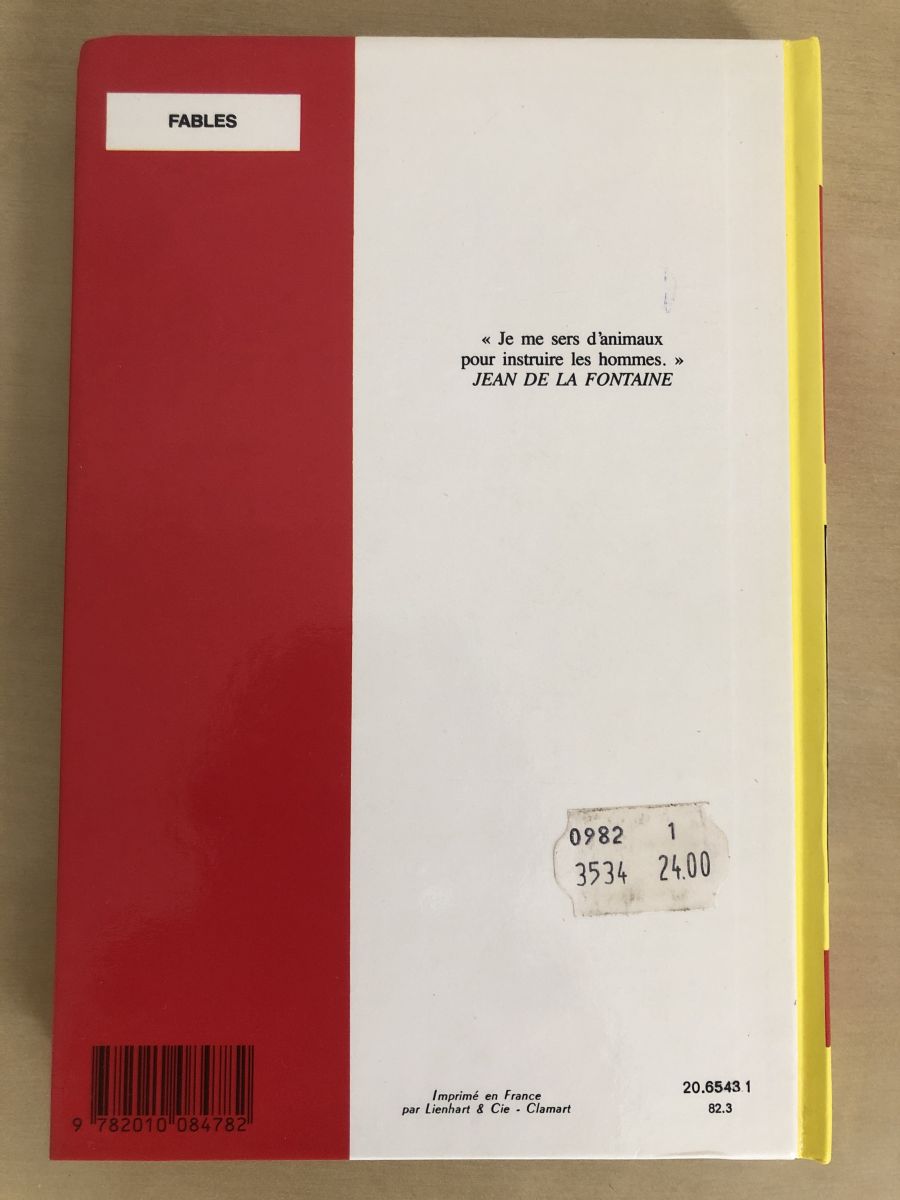 FABLES
« Je me sers d'animaux
pour instruire les hommes. »
JEAN DE LA FONTAINE
0982 1
3534 24.00
9 782010 084782
Imprimé en France
par Lienhart & Cie - Clamart
20.6543.1
82.3